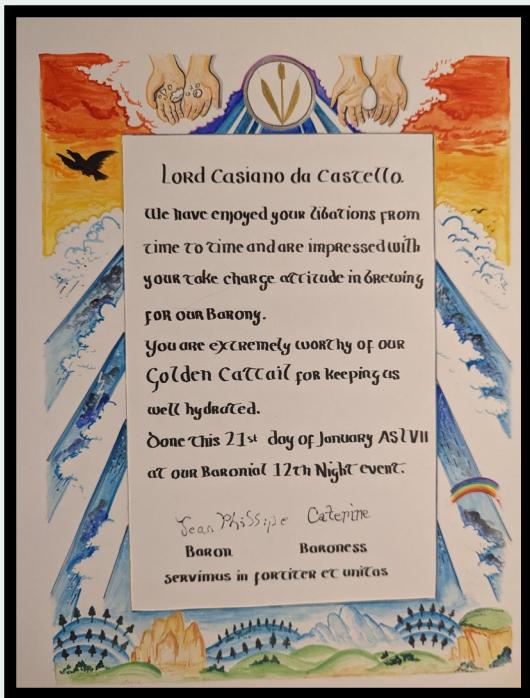 Lord Casiano da Castello.
We have enjoyed your libations from
time to time and are impressed with
your take charge attitude in brewing
for our Barony.
You are extremely worthy of our
Golden Cattail for keeping us
well hydrated.
Done this 21st day of January AS LVII
at our Baronial 12th Night event.
Jean Philippe Caterine
Baron Baroness
servimus in fortiter et unitas